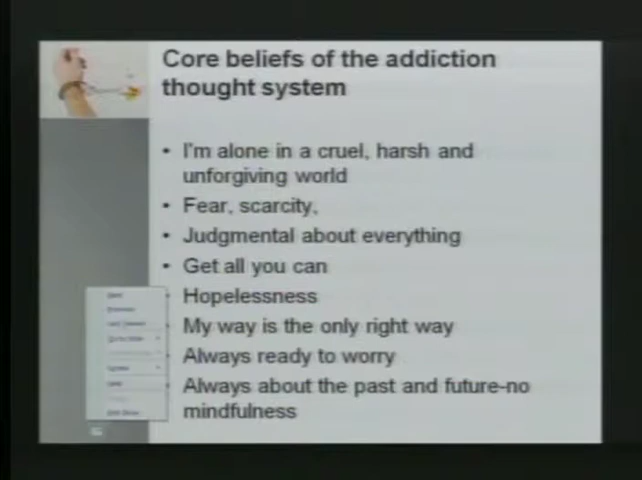 Core beliefs of the addiction
thought system
• I'm alone in a cruel, harsh and
unforgiving world
• Fear, scarcity,
• Judgmental about everything
• Get all you can
Hopelessness
• My way is the only right way
Always ready to worry
Always about the past and future-no
mindfulness